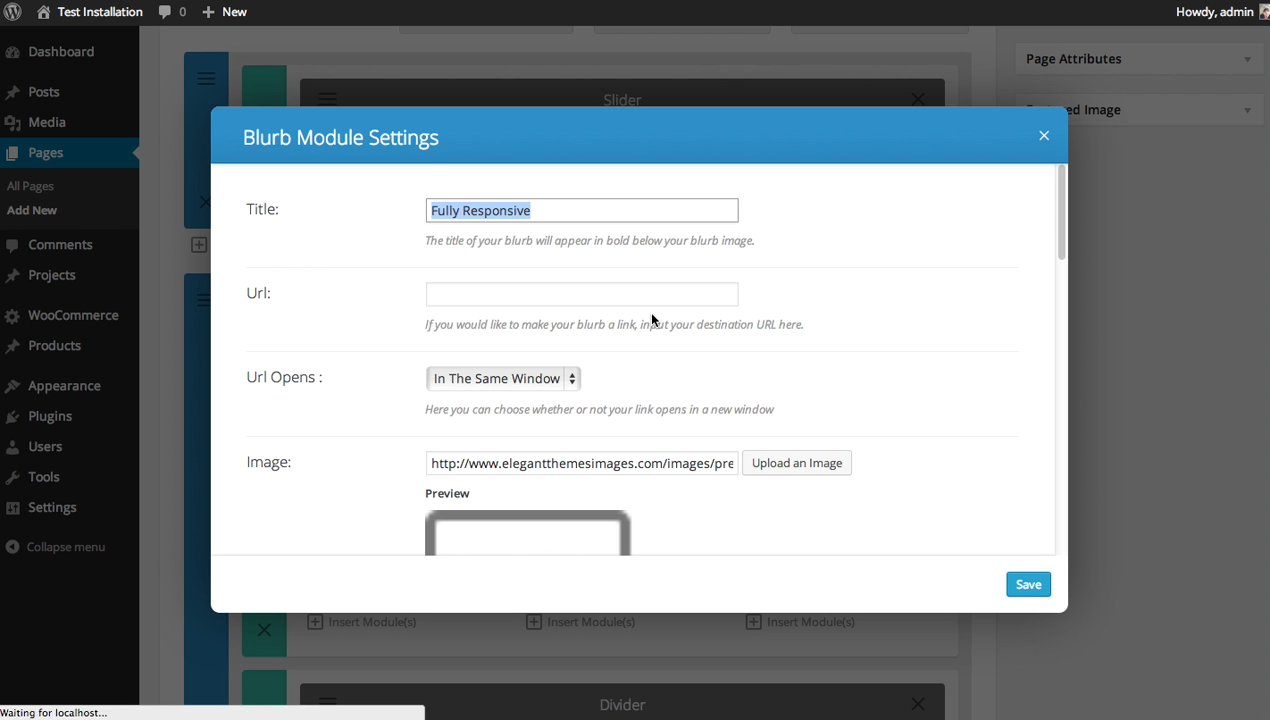 Test Installation
0
New
Howdy, admin
Dashboard
Posts
Media
Pages
All Pages
Add New
Comments
Projects
WooCommerce
Products
Appearance
Plugins
Users
Tools
Settings
Collapse menu
Page Attributes
ed Image
Slider
Blurb Module Settings
Title:
Fully Responsive
The title of your blurb will appear in bold below your blurb image.
Url:
If you would like to make your blurb a link, input your destination URL here.
Url Opens :
In The Same Window
Here you can choose whether or not your link opens in a new window
Image:
http://www.elegantthemesimages.com/images/pre
Upload an Image
Preview
Save
Insert Module(s)
Insert Module(s)
Insert Module(s)
Divider
Waiting for localhost...